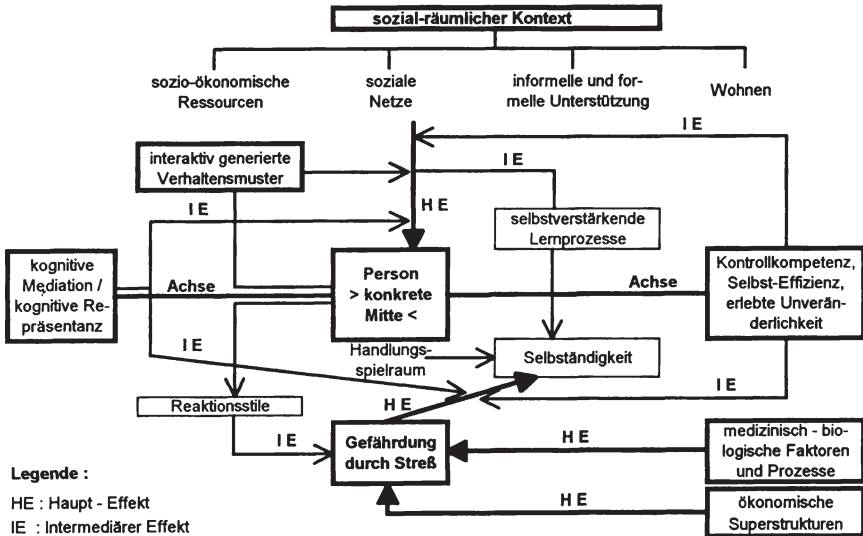 sozial-räumlicher Kontext
sozio-ökonomische
Ressourcen
soziale
Netze
informelle und for-
melle Unterstützung
Wohnen
I E
interaktiv generierte
Verhaltensmuster
I E
I E
H E
selbstverstärkende
Lernprozesse
kognitive
Mediation /
kognitive Re-
präsentanz
Achse
Person
> konkrete
Mitte <
Achse
Kontrollkompetenz,
Selbst-Effizienz,
erlebte Unverän-
derlichkeit
I E
Handlungs-
spielraum
Selbständigkeit
I E
H E
Reaktionsstile
I E
Gefährdung
durch Streß
H E
medizinisch - bio-
logische Faktoren
und Prozesse
H E
ökonomische
Superstrukturen
Legende :
HE : Haupt - Effekt
IE : Intermediärer Effekt